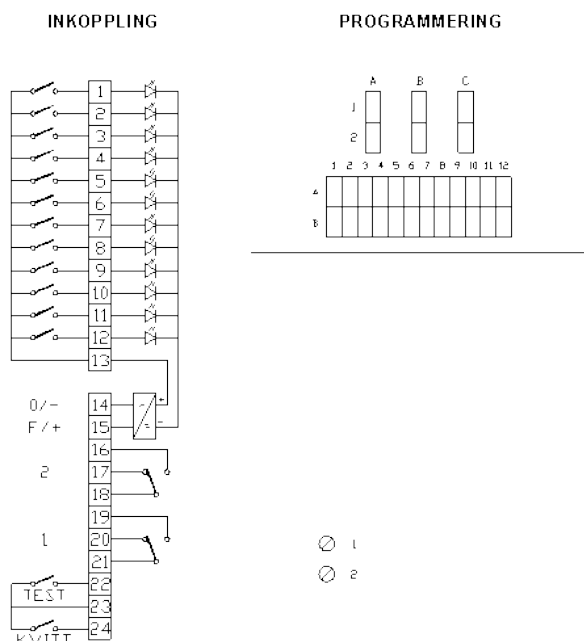 INKOPPLING
1
2
3
4
5
6
7
8
9
10
11
12
13
0/- 14 ~ +
F/+ 15 = -
16
2 17
18
19
1 20
21
22
TEST
23
24
KVITT
PROGRAMMERING
A B C
1
2
1 2 3 4 5 6 7 8 9 10 11 12
A
B
1
2